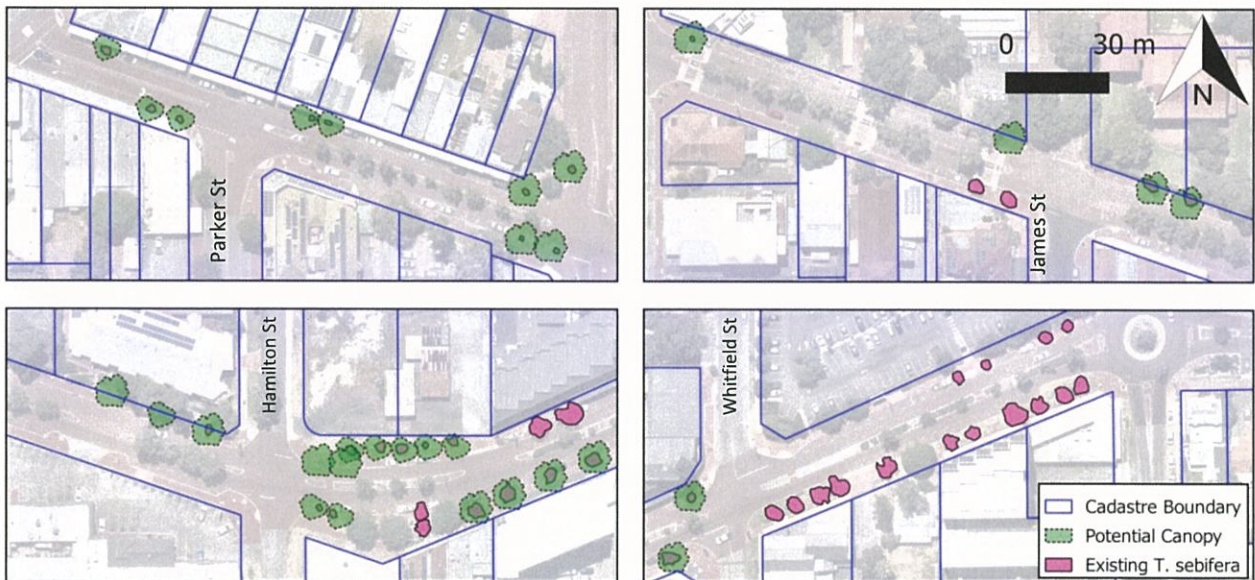 0 30 m
N
Parker St
James St
Hamilton St
Whitfield St
Cadastre Boundary
Potential Canopy
Existing T. sebifera